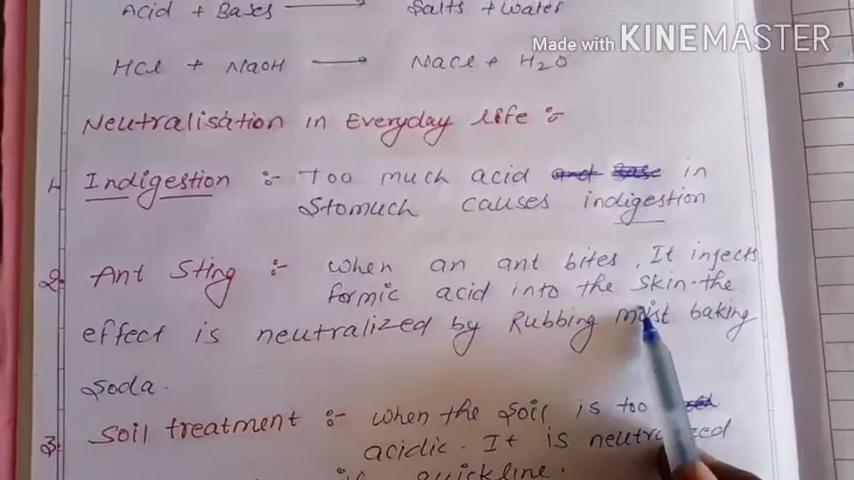 Acid + Bases → Salts + Water
Made with KINEMASTER
HCl + NaOH → NaCl + H2O
Neutralisation in Everyday life :-
1. Indigestion :- Too much acid and base in
Stomuch causes indigestion
2. Ant Sting :- When an ant bites, It injects
formic acid into the skin. the
effect is neutralized by Rubbing moist baking
soda.
3. Soil treatment :- when the soil is too
acidic. It is neutralized
quickline.